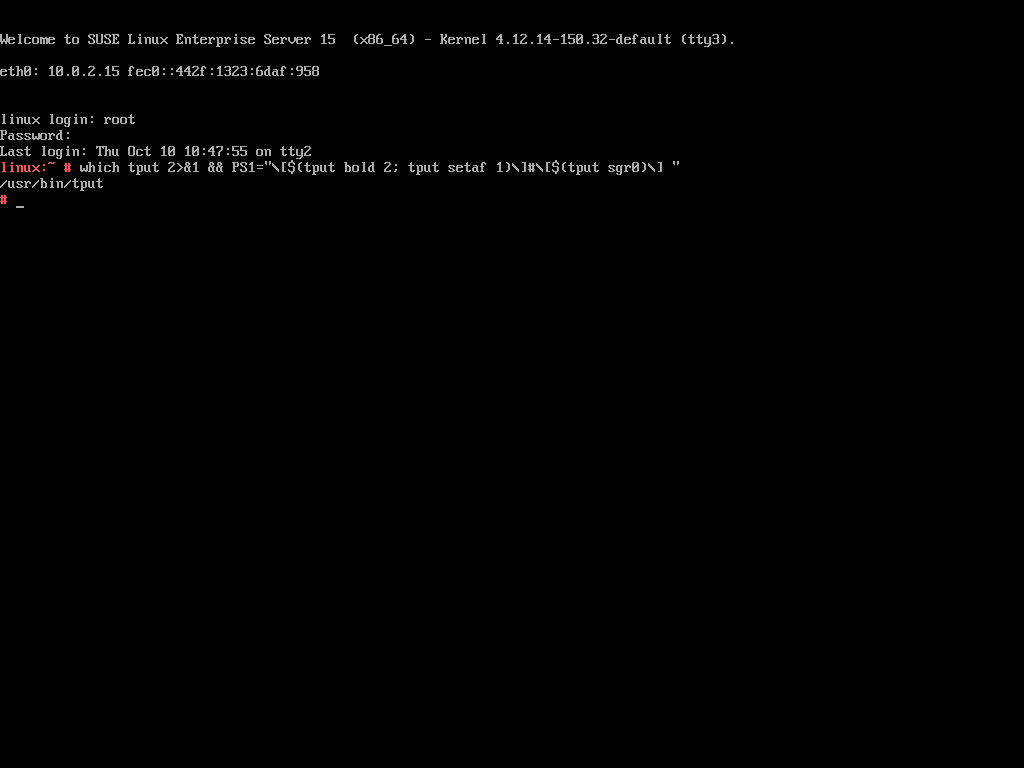 Welcome to SUSE Linux Enterprise Server 15  (x86_64) - Kernel 4.12.14-150.32-default (tty3).
eth0: 10.0.2.15 fec0::442f:1323:6daf:958
linux login: root
Password:
Last login: Thu Oct 10 10:47:55 on tty2
linux:~ # which tput 2>&1 && PS1="\[$(tput bold 2; tput setaf 1)\]#\[$(tput sgr0)\] "
/usr/bin/tput
# _